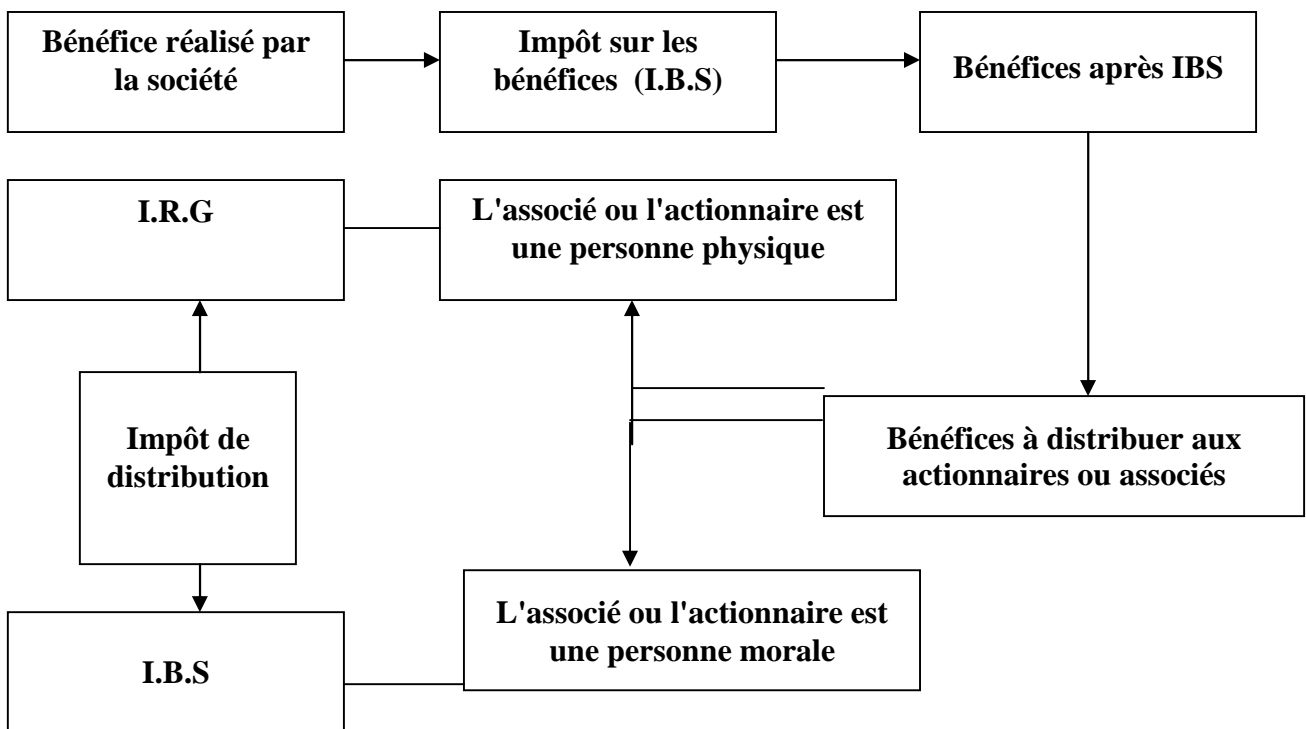 Bénéfice réalisé par
la société
Impôt sur les
bénéfices  (I.B.S)
Bénéfices après IBS
I.R.G
L'associé ou l'actionnaire est
une personne physique
Impôt de
distribution
Bénéfices à distribuer aux
actionnaires ou associés
L'associé ou l'actionnaire est
une personne morale
I.B.S